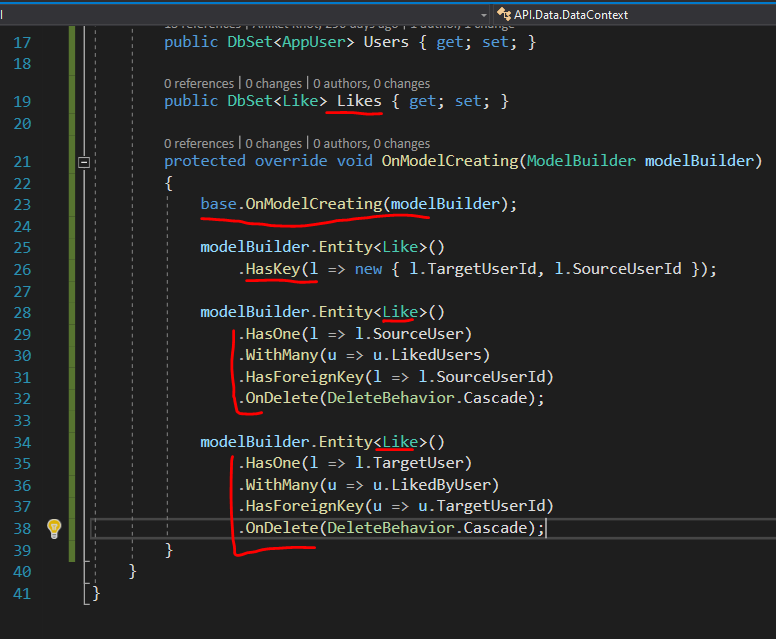 API.Data.DataContext
17 public DbSet<AppUser> Users { get; set; }
18
0 references | 0 changes | 0 authors, 0 changes
19 public DbSet<Like> Likes { get; set; }
20
0 references | 0 changes | 0 authors, 0 changes
21 protected override void OnModelCreating(ModelBuilder modelBuilder)
22 {
23 base.OnModelCreating(modelBuilder);
24
25 modelBuilder.Entity<Like>()
26 .HasKey(l => new { l.TargetUserId, l.SourceUserId });
27
28 modelBuilder.Entity<Like>()
29 .HasOne(l => l.SourceUser)
30 .WithMany(u => u.LikedUsers)
31 .HasForeignKey(l => l.SourceUserId)
32 .OnDelete(DeleteBehavior.Cascade);
33
34 modelBuilder.Entity<Like>()
35 .HasOne(l => l.TargetUser)
36 .WithMany(u => u.LikedByUser)
37 .HasForeignKey(u => u.TargetUserId)
38 .OnDelete(DeleteBehavior.Cascade);
39 }
40 }
41 }